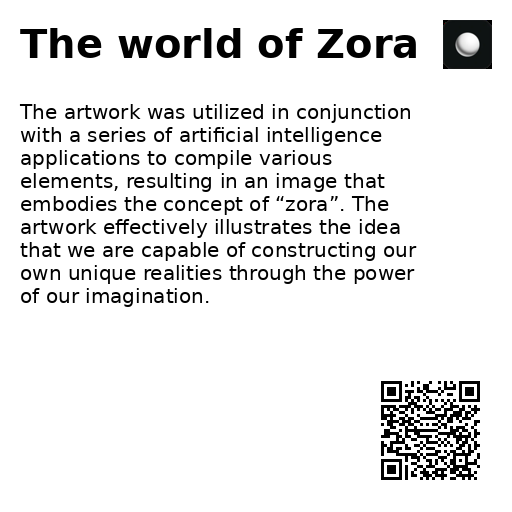 The world of Zora
The artwork was utilized in conjunction
with a series of artificial intelligence
applications to compile various
elements, resulting in an image that
embodies the concept of “zora”. The
artwork effectively illustrates the idea
that we are capable of constructing our
own unique realities through the power
of our imagination.